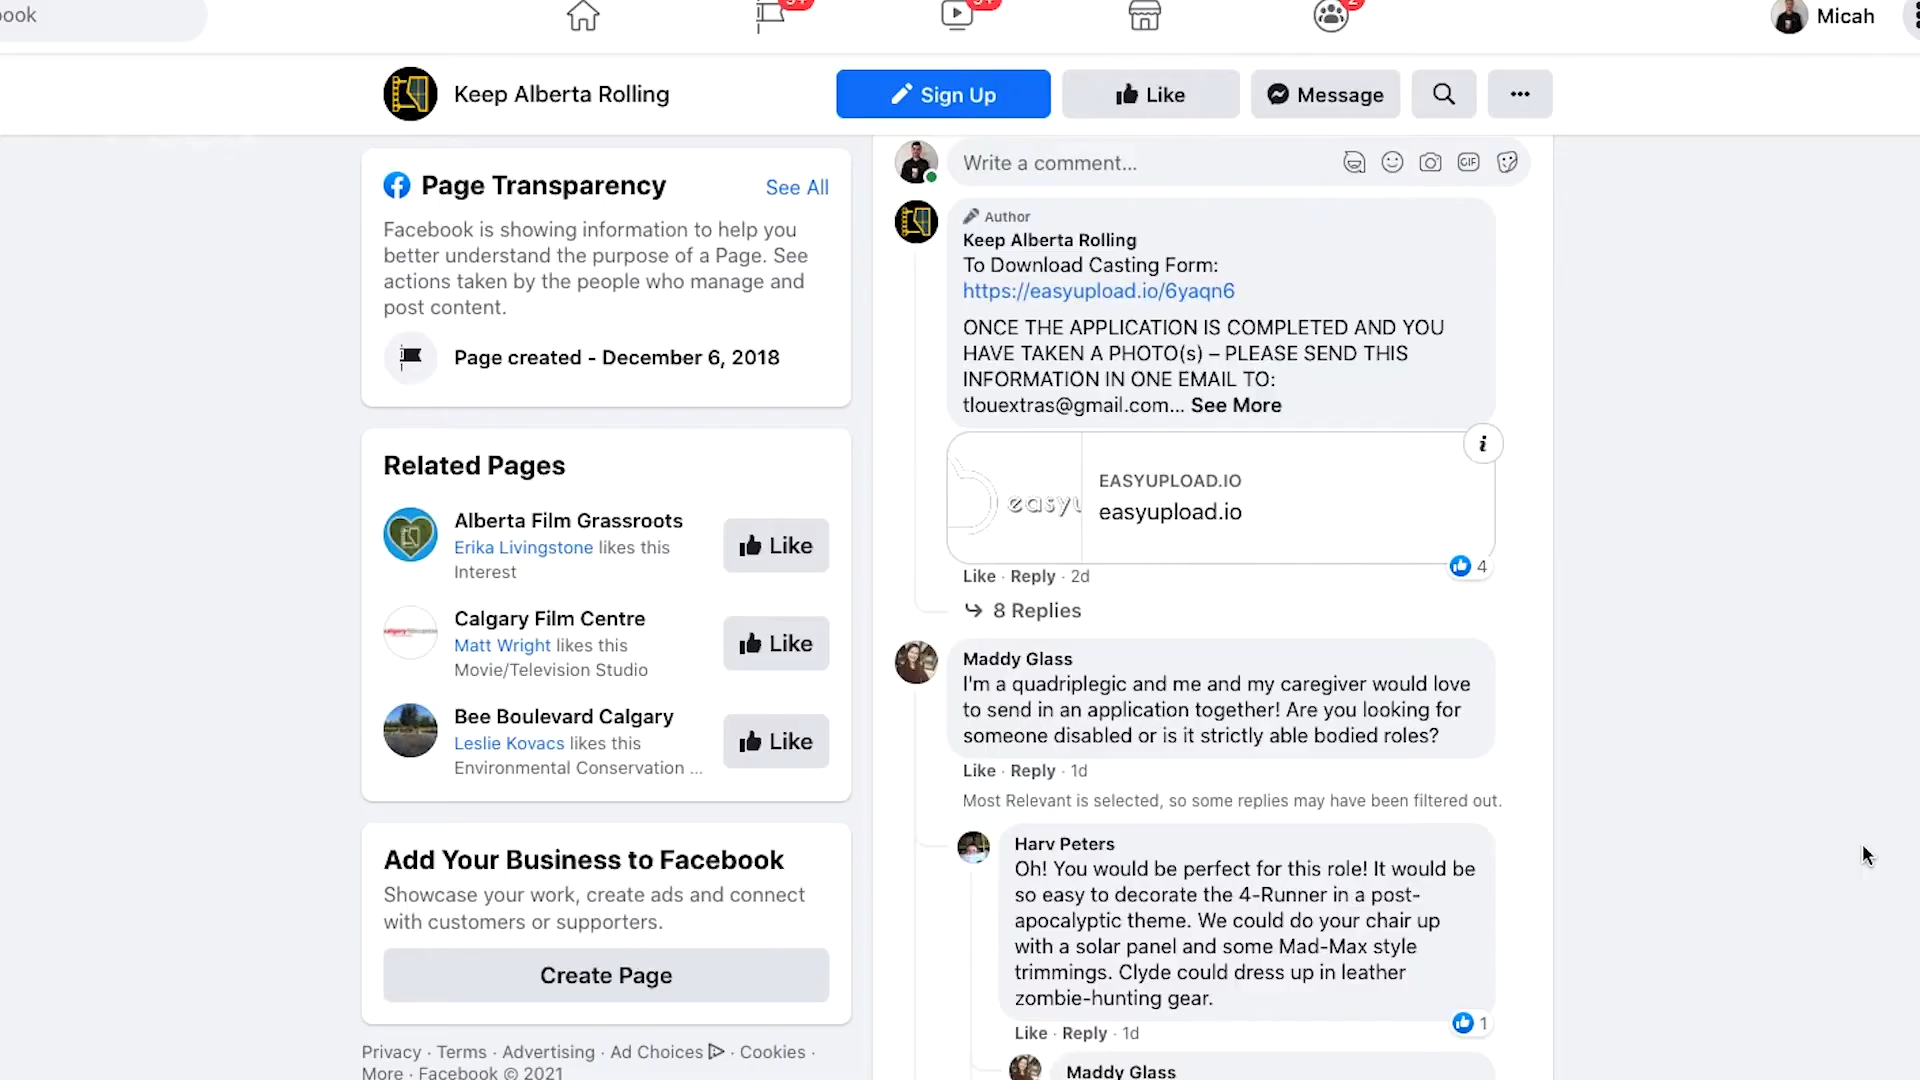 ook
Micah
Keep Alberta Rolling
Sign Up
Like
Message
Page Transparency
See All
Facebook is showing information to help you
better understand the purpose of a Page. See
actions taken by the people who manage and
post content.
Page created - December 6, 2018
Related Pages
Alberta Film Grassroots
Erika Livingstone likes this
Interest
Like
Calgary Film Centre
Matt Wright likes this
Movie/Television Studio
Like
Bee Boulevard Calgary
Leslie Kovacs likes this
Environmental Conservation ...
Like
Add Your Business to Facebook
Showcase your work, create ads and connect
with customers or supporters.
Create Page
Privacy · Terms · Advertising · Ad Choices · Cookies ·
More · Facebook © 2021
Write a comment...
GIF
Author
Keep Alberta Rolling
To Download Casting Form:
https://easyupload.io/6yaqn6
ONCE THE APPLICATION IS COMPLETED AND YOU
HAVE TAKEN A PHOTO(s) – PLEASE SEND THIS
INFORMATION IN ONE EMAIL TO:
tlouextras@gmail.com... See More
easyu
EASYUPLOAD.IO
easyupload.io
4
Like · Reply · 2d
8 Replies
Maddy Glass
I'm a quadriplegic and me and my caregiver would love
to send in an application together! Are you looking for
someone disabled or is it strictly able bodied roles?
Like · Reply · 1d
Most Relevant is selected, so some replies may have been filtered out.
Harv Peters
Oh! You would be perfect for this role! It would be
so easy to decorate the 4-Runner in a post-
apocalyptic theme. We could do your chair up
with a solar panel and some Mad-Max style
trimmings. Clyde could dress up in leather
zombie-hunting gear.
1
Like · Reply · 1d
Maddy Glass